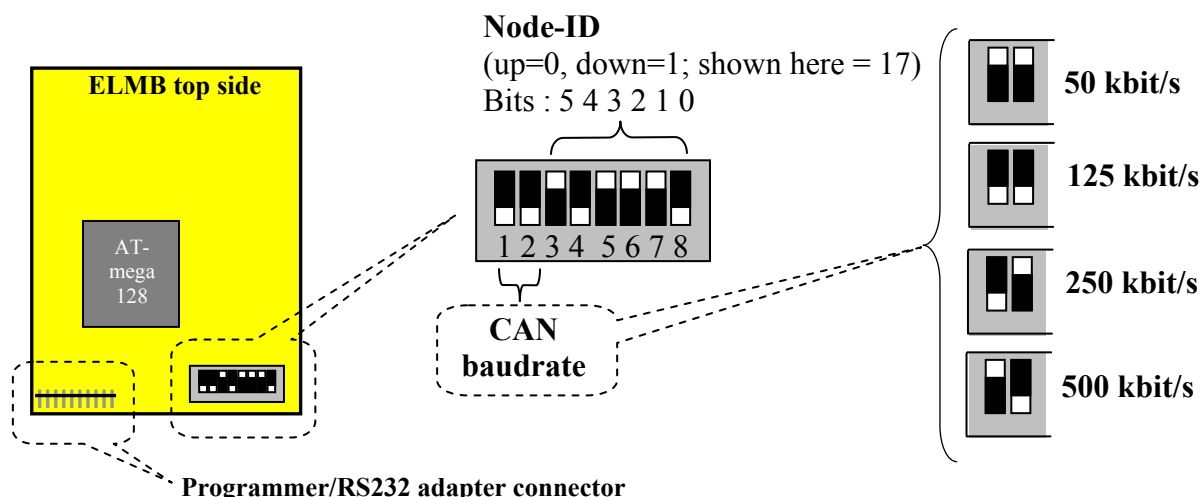 ELMB top side
AT-
mega
128
Programmer/RS232 adapter connector
Node-ID
(up=0, down=1; shown here = 17)
Bits : 5 4 3 2 1 0
1 2 3 4 5 6 7 8
CAN
baudrate
50 kbit/s
125 kbit/s
250 kbit/s
500 kbit/s